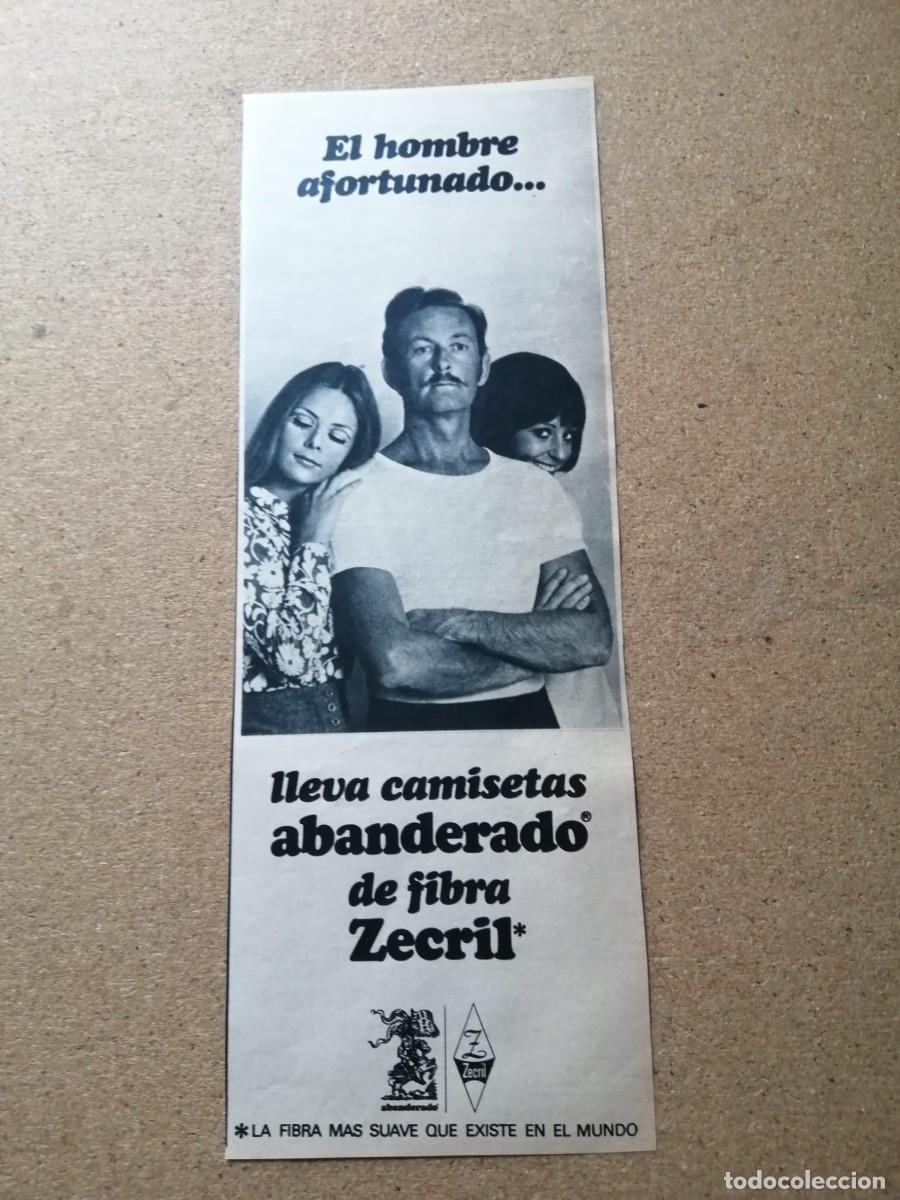 El hombre
afortunado...
lleva camisetas
abanderado®
de fibra
Zecril*
Z
Zecril
abanderado
*LA FIBRA MAS SUAVE QUE EXISTE EN EL MUNDO
todocoleccion